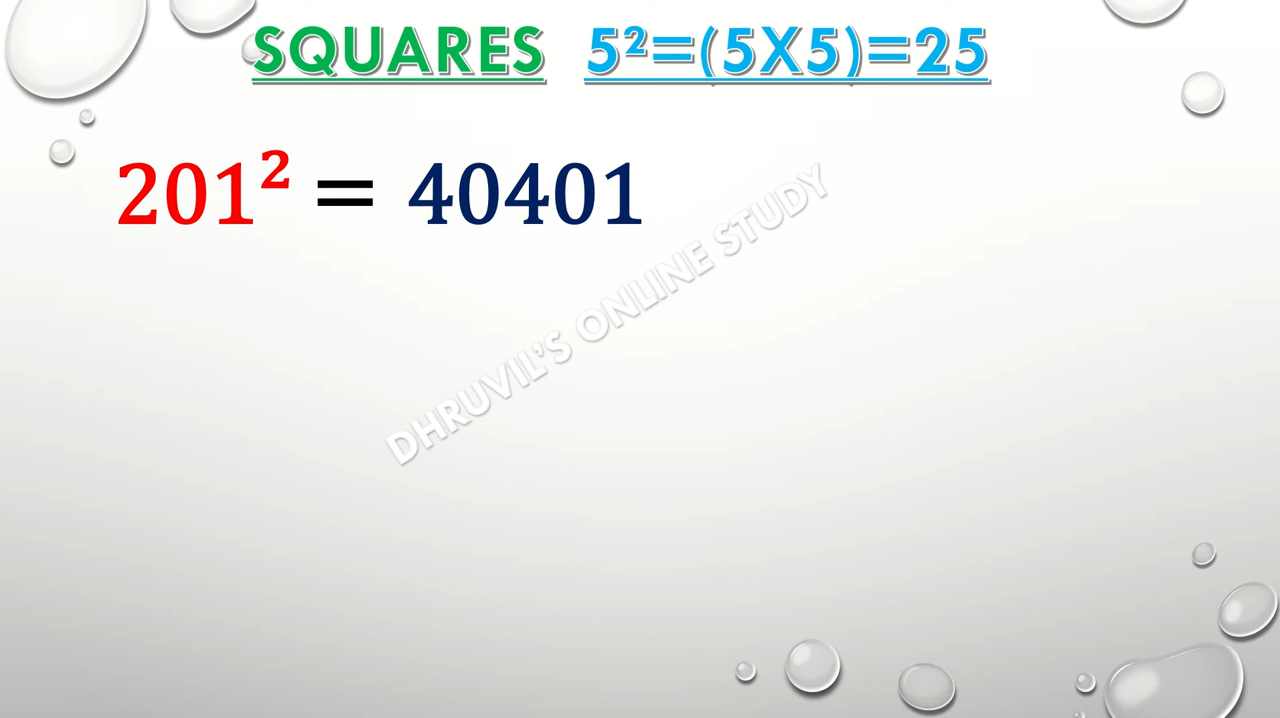 SQUARES 5²=(5X5)=25
201² = 40401
DHRUVIL'S ONLINE STUDY